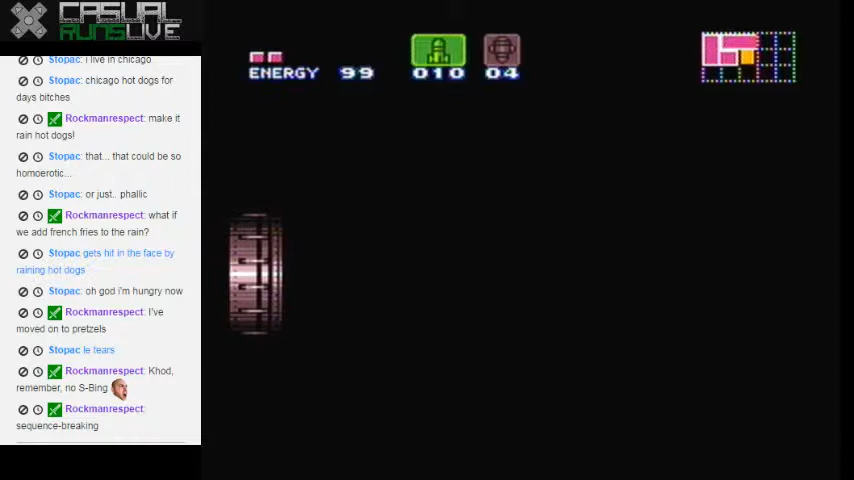 CASUAL
RUNSLIVE
Stopac: i live in chicago
Stopac: chicago hot dogs for
days bitches
Rockmanrespect: make it
rain hot dogs!
Stopac: that... that could be so
homoerotic...
Stopac: or just.. phallic
Rockmanrespect: what if
we add french fries to the rain?
Stopac gets hit in the face by
raining hot dogs
Stopac: oh god i'm hungry now
Rockmanrespect: I've
moved on to pretzels
Stopac le tears
Rockmanrespect: Khod,
remember, no S-Bing
Rockmanrespect:
sequence-breaking
ENERGY 99 010 04